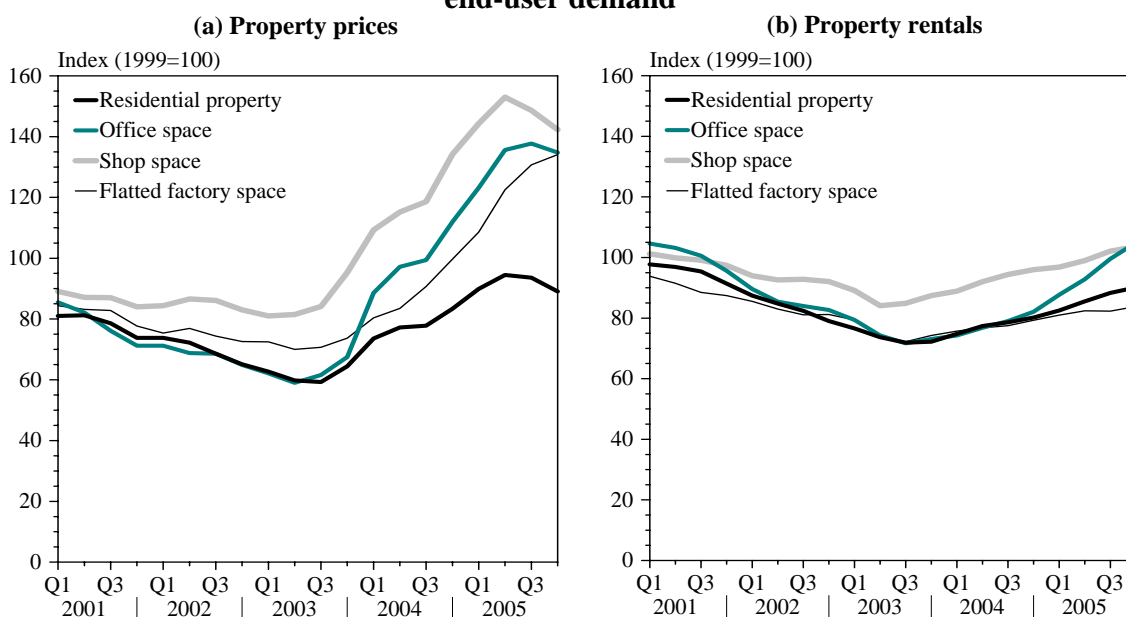 end-user demand
(a) Property prices
Index (1999=100)
160
140
120
100
80
60
40
20
0
Residential property
Office space
Shop space
Flatted factory space
Q1 Q3 Q1 Q3 Q1 Q3 Q1 Q3 Q1 Q3
2001 2002 2003 2004 2005
(b) Property rentals
Index (1999=100)
160
140
120
100
80
60
40
20
0
Residential property
Office space
Shop space
Flatted factory space
Q1 Q3 Q1 Q3 Q1 Q3 Q1 Q3 Q1 Q3
2001 2002 2003 2004 2005